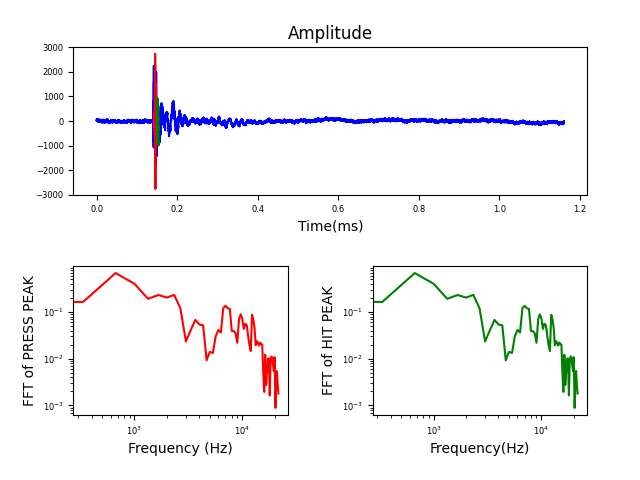 Amplitude
3000
2000
1000
0
−1000
−2000
−3000
0.0 0.2 0.4 0.6 0.8 1.0 1.2
Time(ms)
FFT of PRESS PEAK
10⁻¹
10⁻²
10⁻³
10³ 10⁴
Frequency (Hz)
FFT of HIT PEAK
10⁻¹
10⁻²
10⁻³
10³ 10⁴
Frequency(Hz)